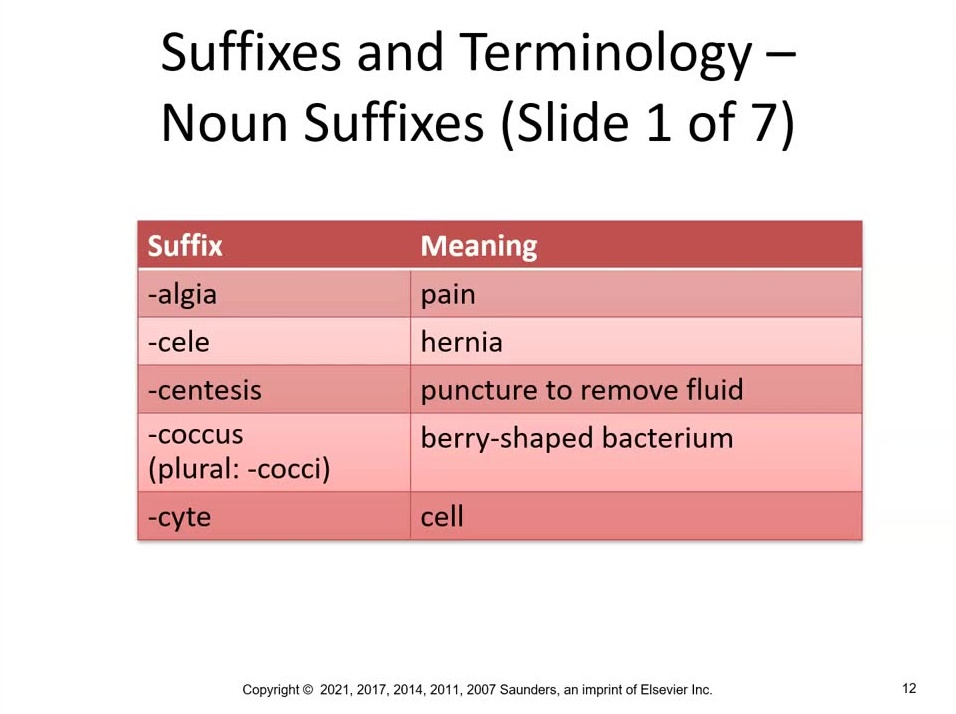 Suffixes and Terminology –
Noun Suffixes (Slide 1 of 7)
Suffix Meaning
-algia pain
-cele hernia
-centesis puncture to remove fluid
-coccus berry-shaped bacterium
(plural: -cocci)
-cyte cell
Copyright © 2021, 2017, 2014, 2011, 2007 Saunders, an imprint of Elsevier Inc. 12